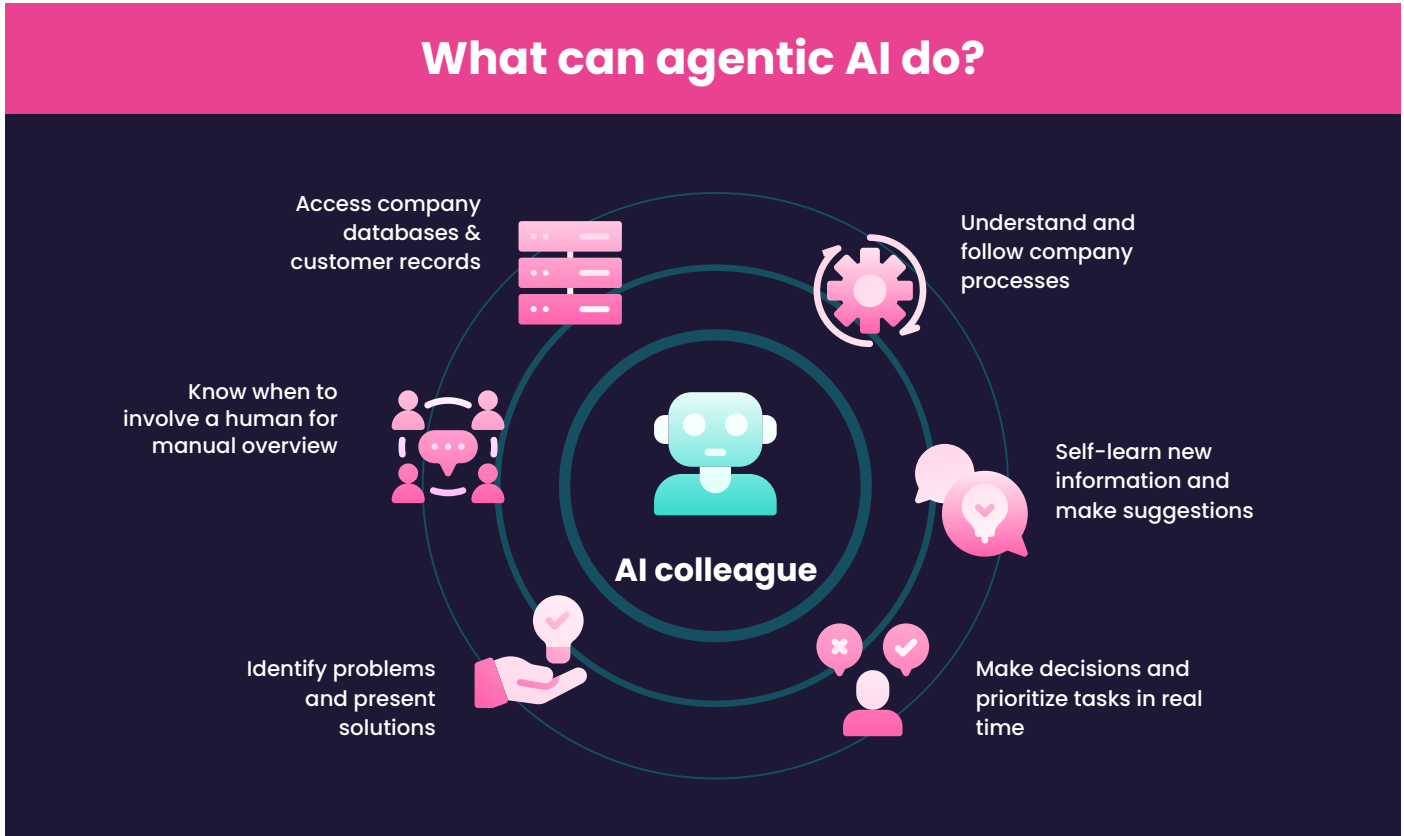 What can agentic AI do?
Access company
databases &
customer records
Understand and
follow company
processes
Know when to
involve a human for
manual overview
Self-learn new
information and
make suggestions
AI colleague
Identify problems
and present
solutions
Make decisions and
prioritize tasks in real
time